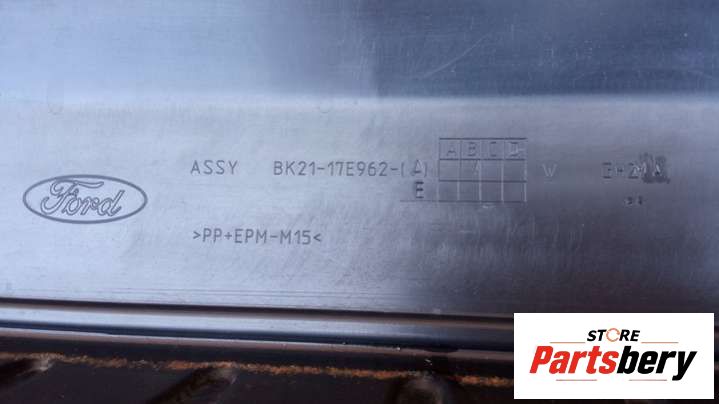 Ford
ASSY BK21-17E962-(A)
E
A B C D
W
>PP+EPM-M15<
STORE
Partsbery